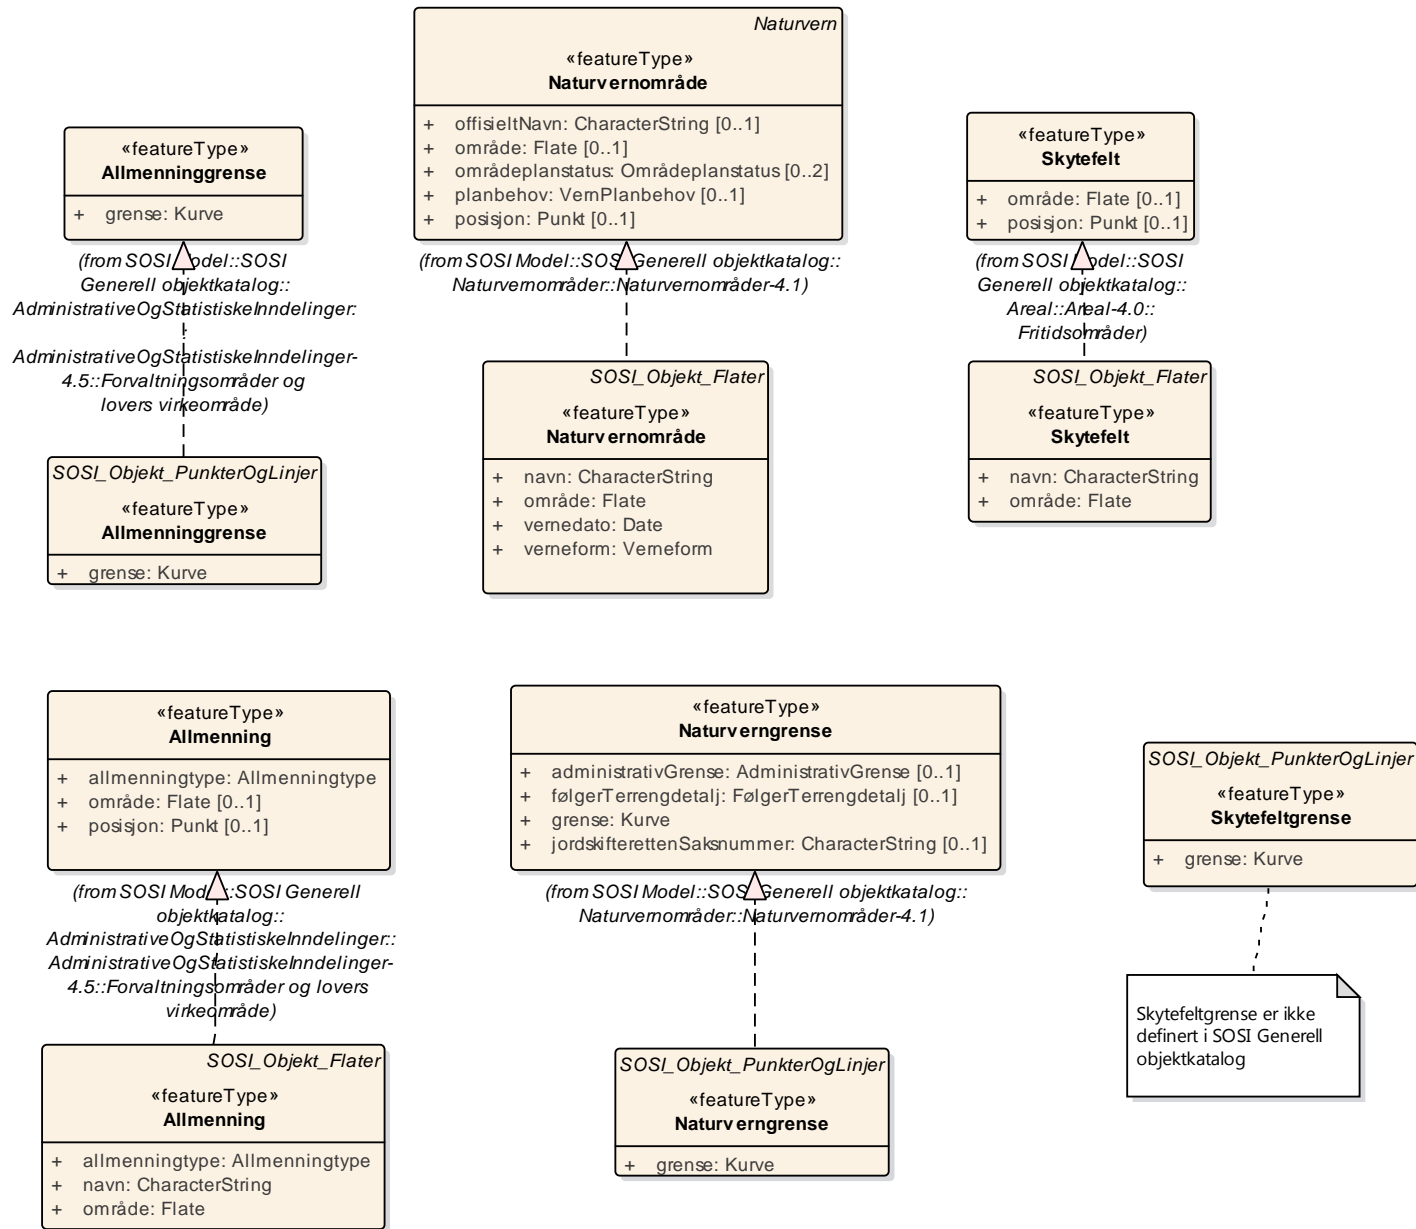 «featureType»
Allmenninggrense
+ grense: Kurve
(from SOSI Model::SOSI
Generell objektkatalog::
AdministrativeOgStatistiskeInndelinger:
:
AdministrativeOgStatistiskeInndelinger-
4.5::Forvaltningsområder og
lovers virkeområde)
SOSI_Objekt_PunkterOgLinjer
«featureType»
Allmenninggrense
+ grense: Kurve
Naturvern
«featureType»
Naturvernområde
+ offisieltNavn: CharacterString [0..1]
+ område: Flate [0..1]
+ områdeplanstatus: Områdeplanstatus [0..2]
+ planbehov: VernPlanbehov [0..1]
+ posisjon: Punkt [0..1]
(from SOSI Model::SOSI Generell objektkatalog::
Naturvernområder::Naturvernområder-4.1)
SOSI_Objekt_Flater
«featureType»
Naturvernområde
+ navn: CharacterString
+ område: Flate
+ vernedato: Date
+ verneform: Verneform
«featureType»
Skytefelt
+ område: Flate [0..1]
+ posisjon: Punkt [0..1]
(from SOSI Model::SOSI
Generell objektkatalog::
Areal::Areal-4.0::
Fritidsområder)
SOSI_Objekt_Flater
«featureType»
Skytefelt
+ navn: CharacterString
+ område: Flate
«featureType»
Allmenning
+ allmenningtype: Allmenningtype
+ område: Flate [0..1]
+ posisjon: Punkt [0..1]
(from SOSI Model::SOSI Generell
objektkatalog::
AdministrativeOgStatistiskeInndelinger::
AdministrativeOgStatistiskeInndelinger-
4.5::Forvaltningsområder og lovers
virkeområde)
SOSI_Objekt_Flater
«featureType»
Allmenning
+ allmenningtype: Allmenningtype
+ navn: CharacterString
+ område: Flate
«featureType»
Naturverngrense
+ administrativGrense: AdministrativGrense [0..1]
+ følgerTerrengdetalj: FølgerTerrengdetalj [0..1]
+ grense: Kurve
+ jordskifterettenSaksnummer: CharacterString [0..1]
(from SOSI Model::SOSI Generell objektkatalog::
Naturvernområder::Naturvernområder-4.1)
SOSI_Objekt_PunkterOgLinjer
«featureType»
Naturverngrense
+ grense: Kurve
SOSI_Objekt_PunkterOgLinjer
«featureType»
Skytefeltgrense
+ grense: Kurve
Skytefeltgrense er ikke
definert i SOSI Generell
objektkatalog